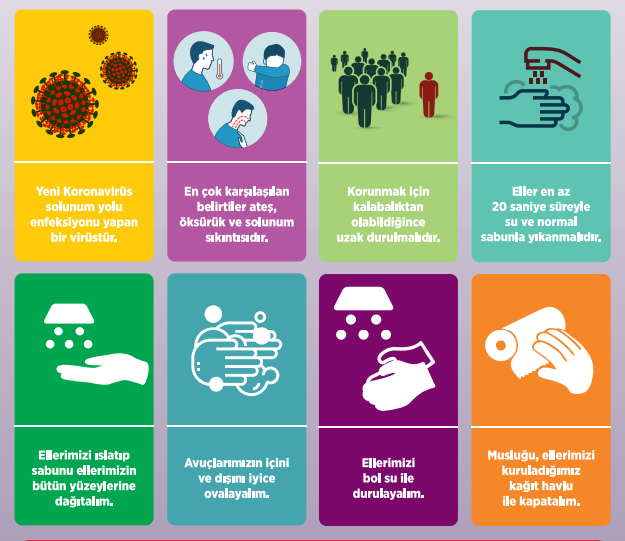 Yeni Koronavirüs
solunum yolu
enfeksiyonu yapan
bir virüstür.
En çok karşılaşılan
belirtiler ateş,
öksürük ve solunum
sıkıntısıdır.
Korunmak için
kalabalıktan
olabildiğince
uzak durulmalıdır.
Eller en az
20 saniye süreyle
su ve normal
sabunla yıkanmalıdır.
Ellerimizi ıslatıp
sabunu ellerimizin
bütün yüzeylerine
dağıtalım.
Avuçlarımızın içini
ve dışını iyice
ovalayalım.
Ellerimizi
bol su ile
durulayalım.
Musluğu, ellerimizi
kuruladığımız
kağıt havlu
ile kapatalım.